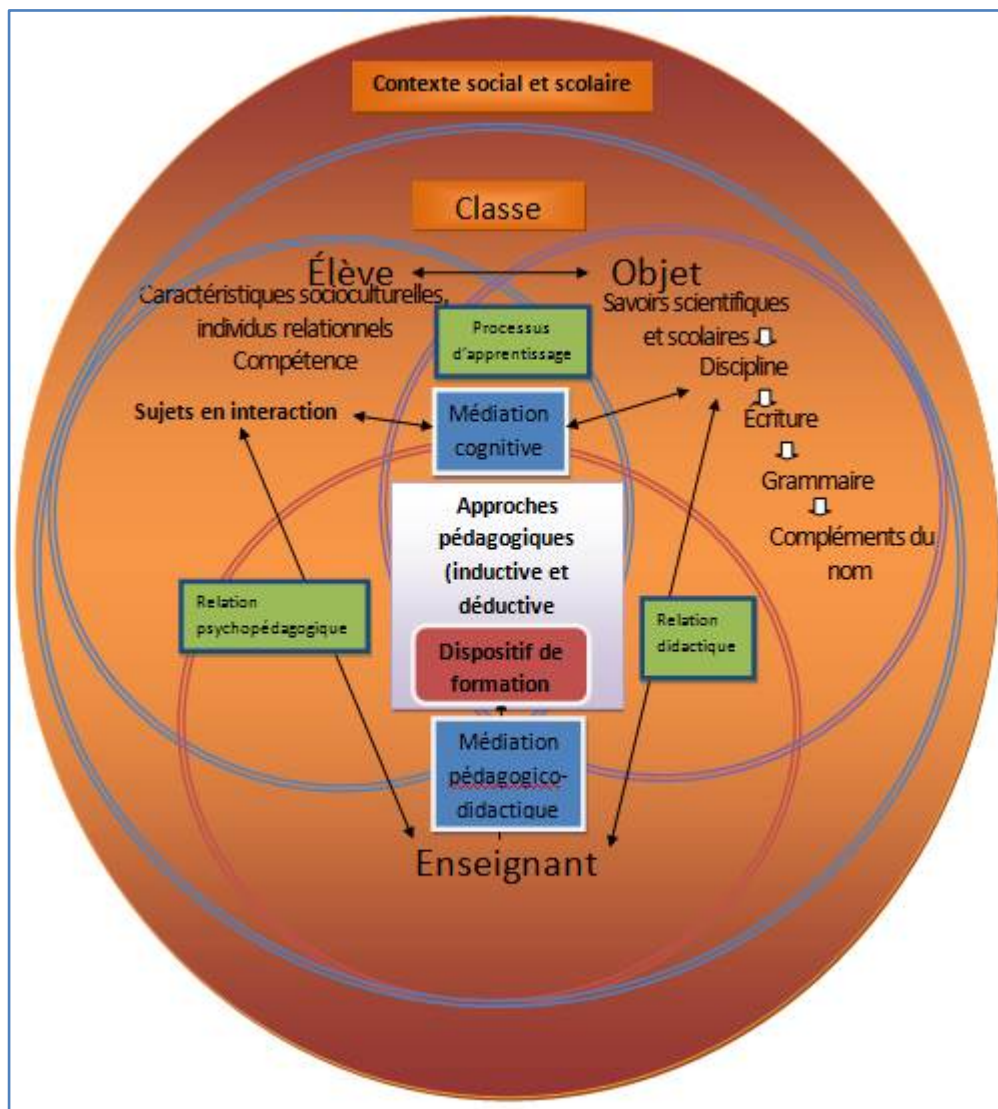 Contexte social et scolaire
Classe
Élève
Objet
Caractéristiques socioculturelles,
individus relationnels
Compétence
Savoirs scientifiques
et scolaires
Discipline
Écriture
Grammaire
Compléments du
nom
Processus
d'apprentissage
Sujets en interaction
Médiation
cognitive
Approches
pédagogiques
(inductive et
déductive
Dispositif de
formation
Relation
psychopédagogique
Relation
didactique
Médiation
pédagogico-
didactique
Enseignant